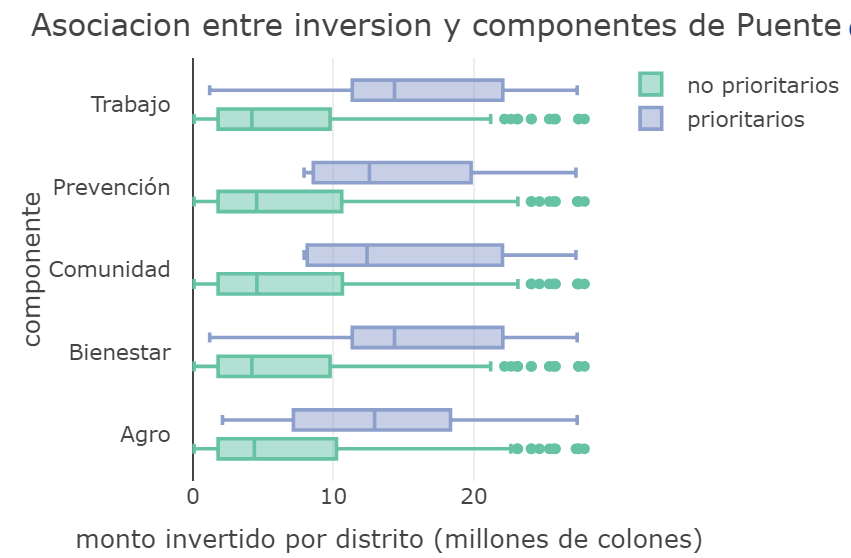 Asociacion entre inversion y componentes de Puente
no prioritarios
prioritarios
Trabajo
Prevención
Comunidad
Bienestar
Agro
componente
0 10 20
monto invertido por distrito (millones de colones)